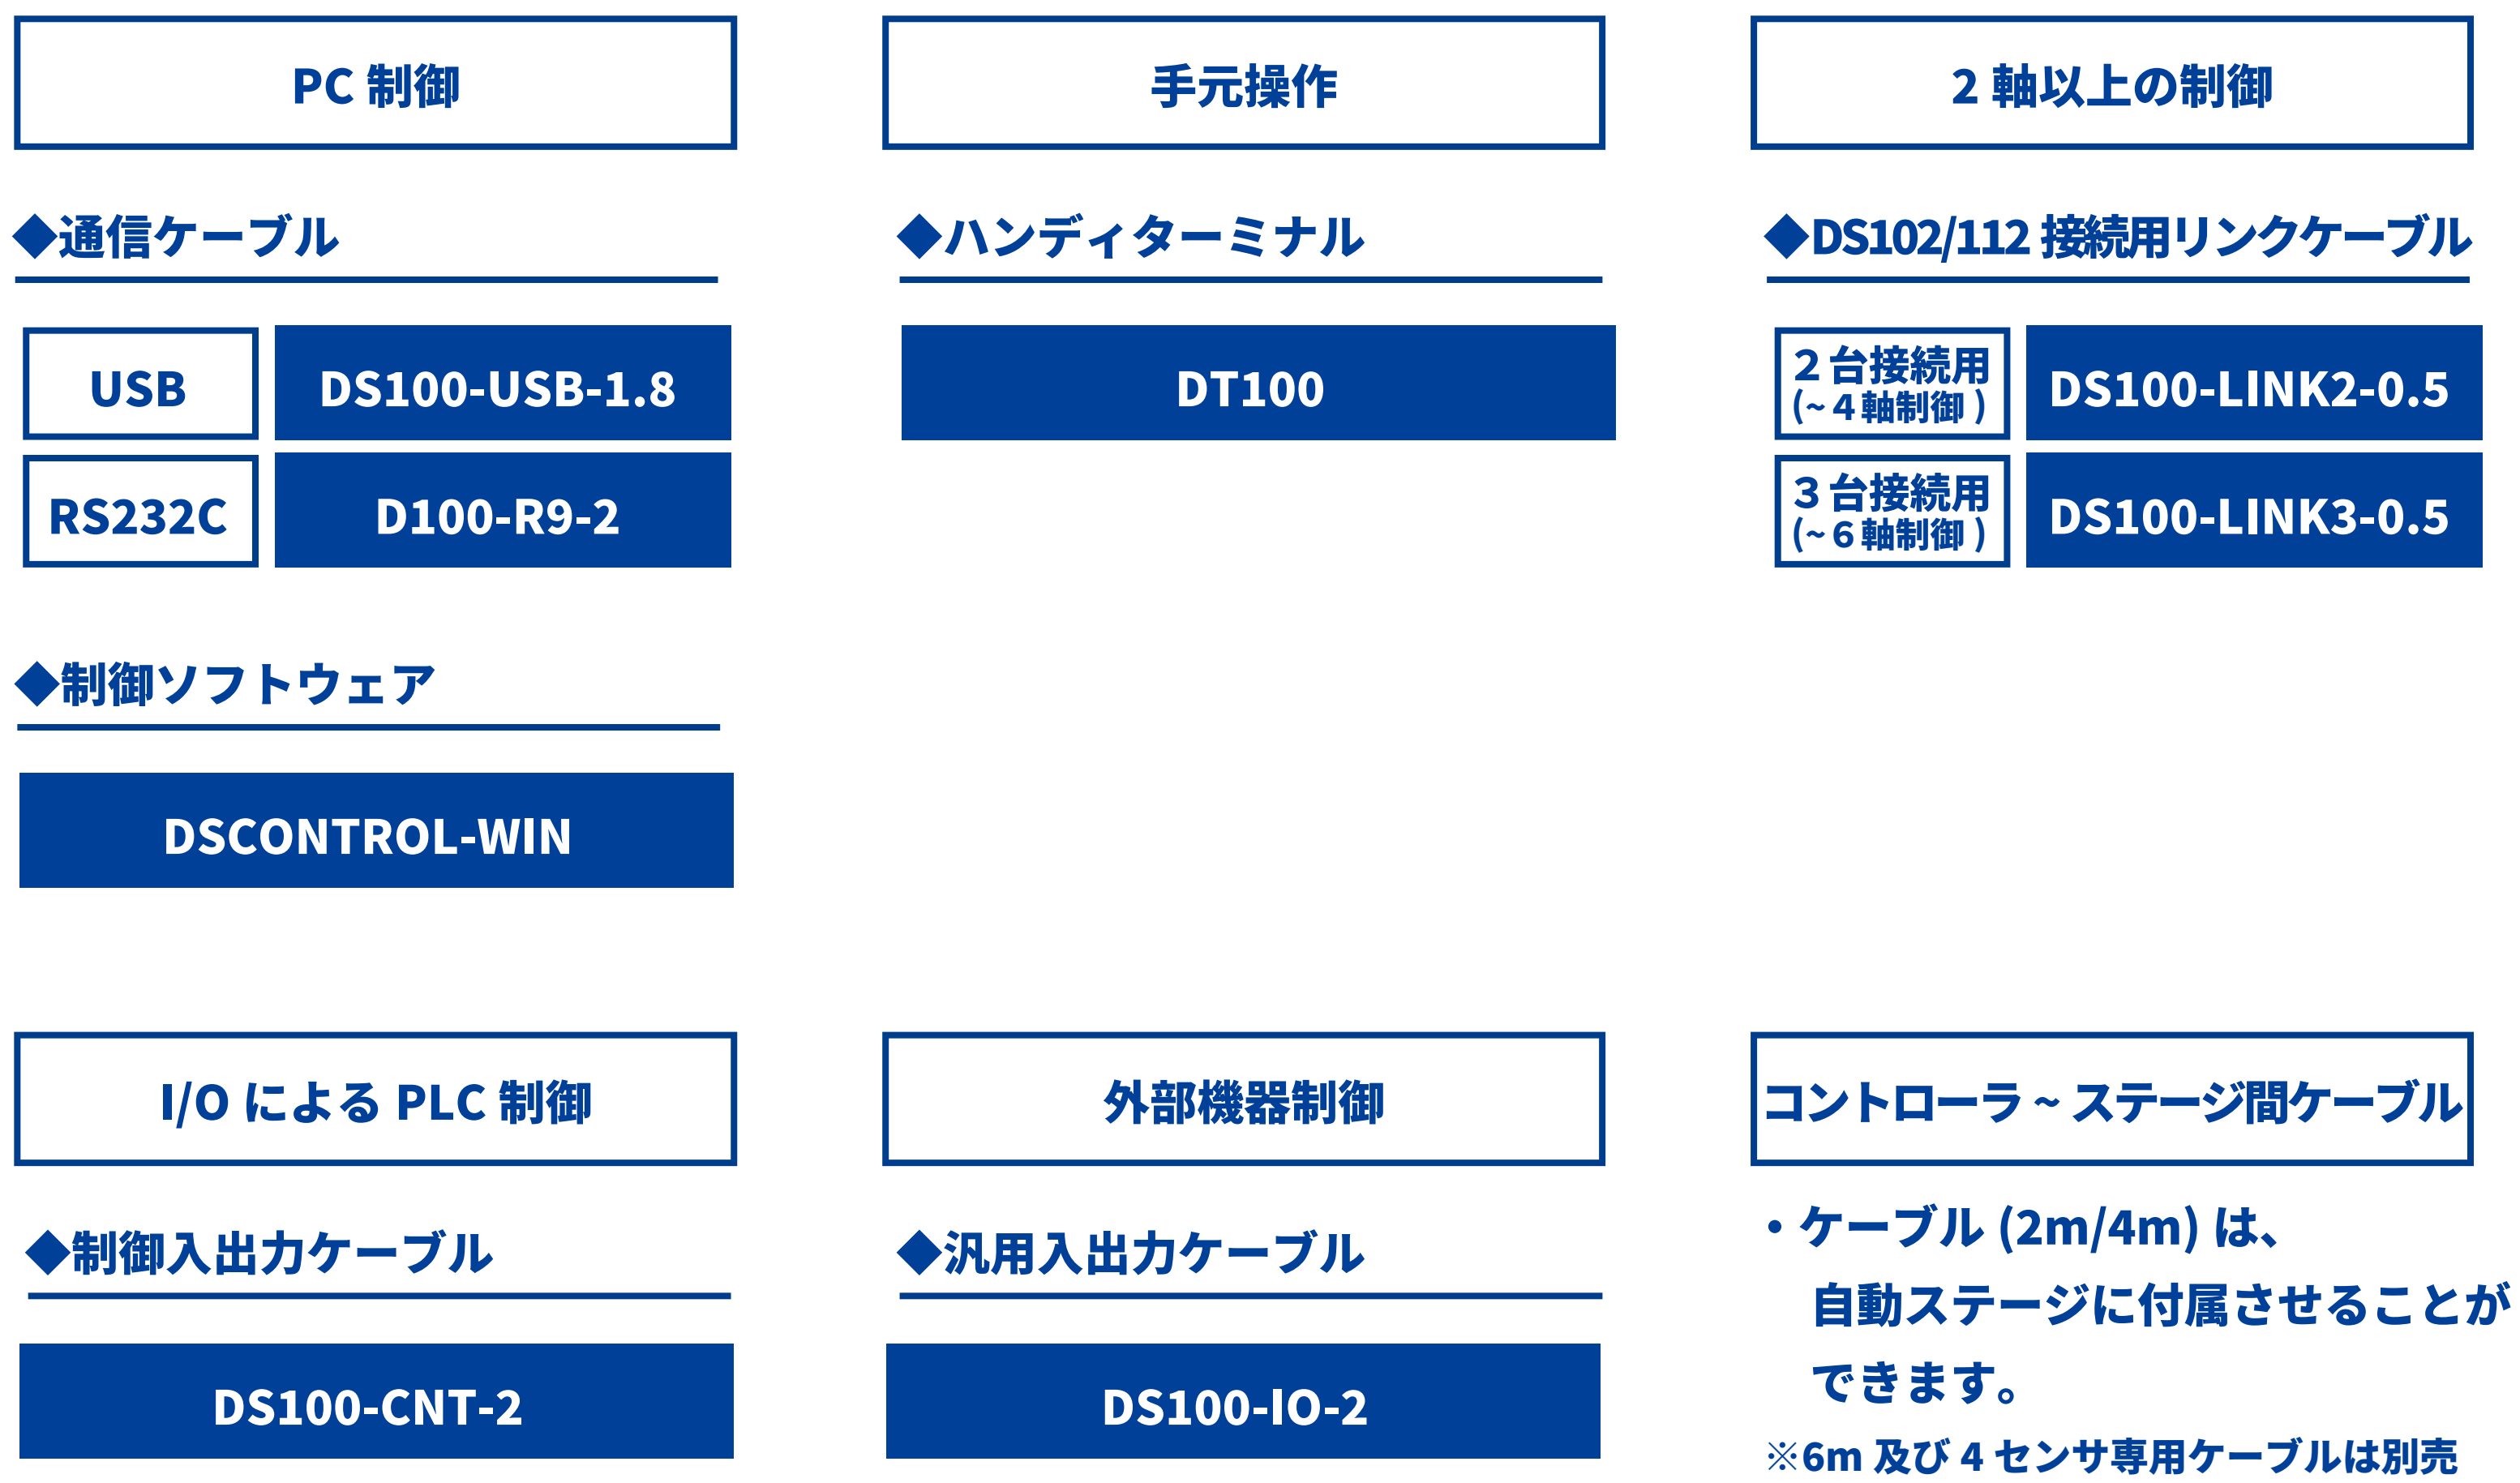 PC 制御
◆通信ケーブル
USB
DS100-USB-1.8
RS232C
D100-R9-2
◆制御ソフトウェア
DSCONTROL-WIN
手元操作
◆ハンディターミナル
DT100
2 軸以上の制御
◆DS102/112 接続用リンクケーブル
2 台接続用
(~ 4 軸制御 )
DS100-LINK2-0.5
3 台接続用
(~ 6 軸制御 )
DS100-LINK3-0.5
I/O による PLC 制御
◆制御入出力ケーブル
DS100-CNT-2
外部機器制御
◆汎用入出力ケーブル
DS100-IO-2
コントローラ ~ ステージ間ケーブル
・ケーブル (2m/4m) は、
自動ステージに付属させることが
できます。
※6m 及び 4 センサ専用ケーブルは別売